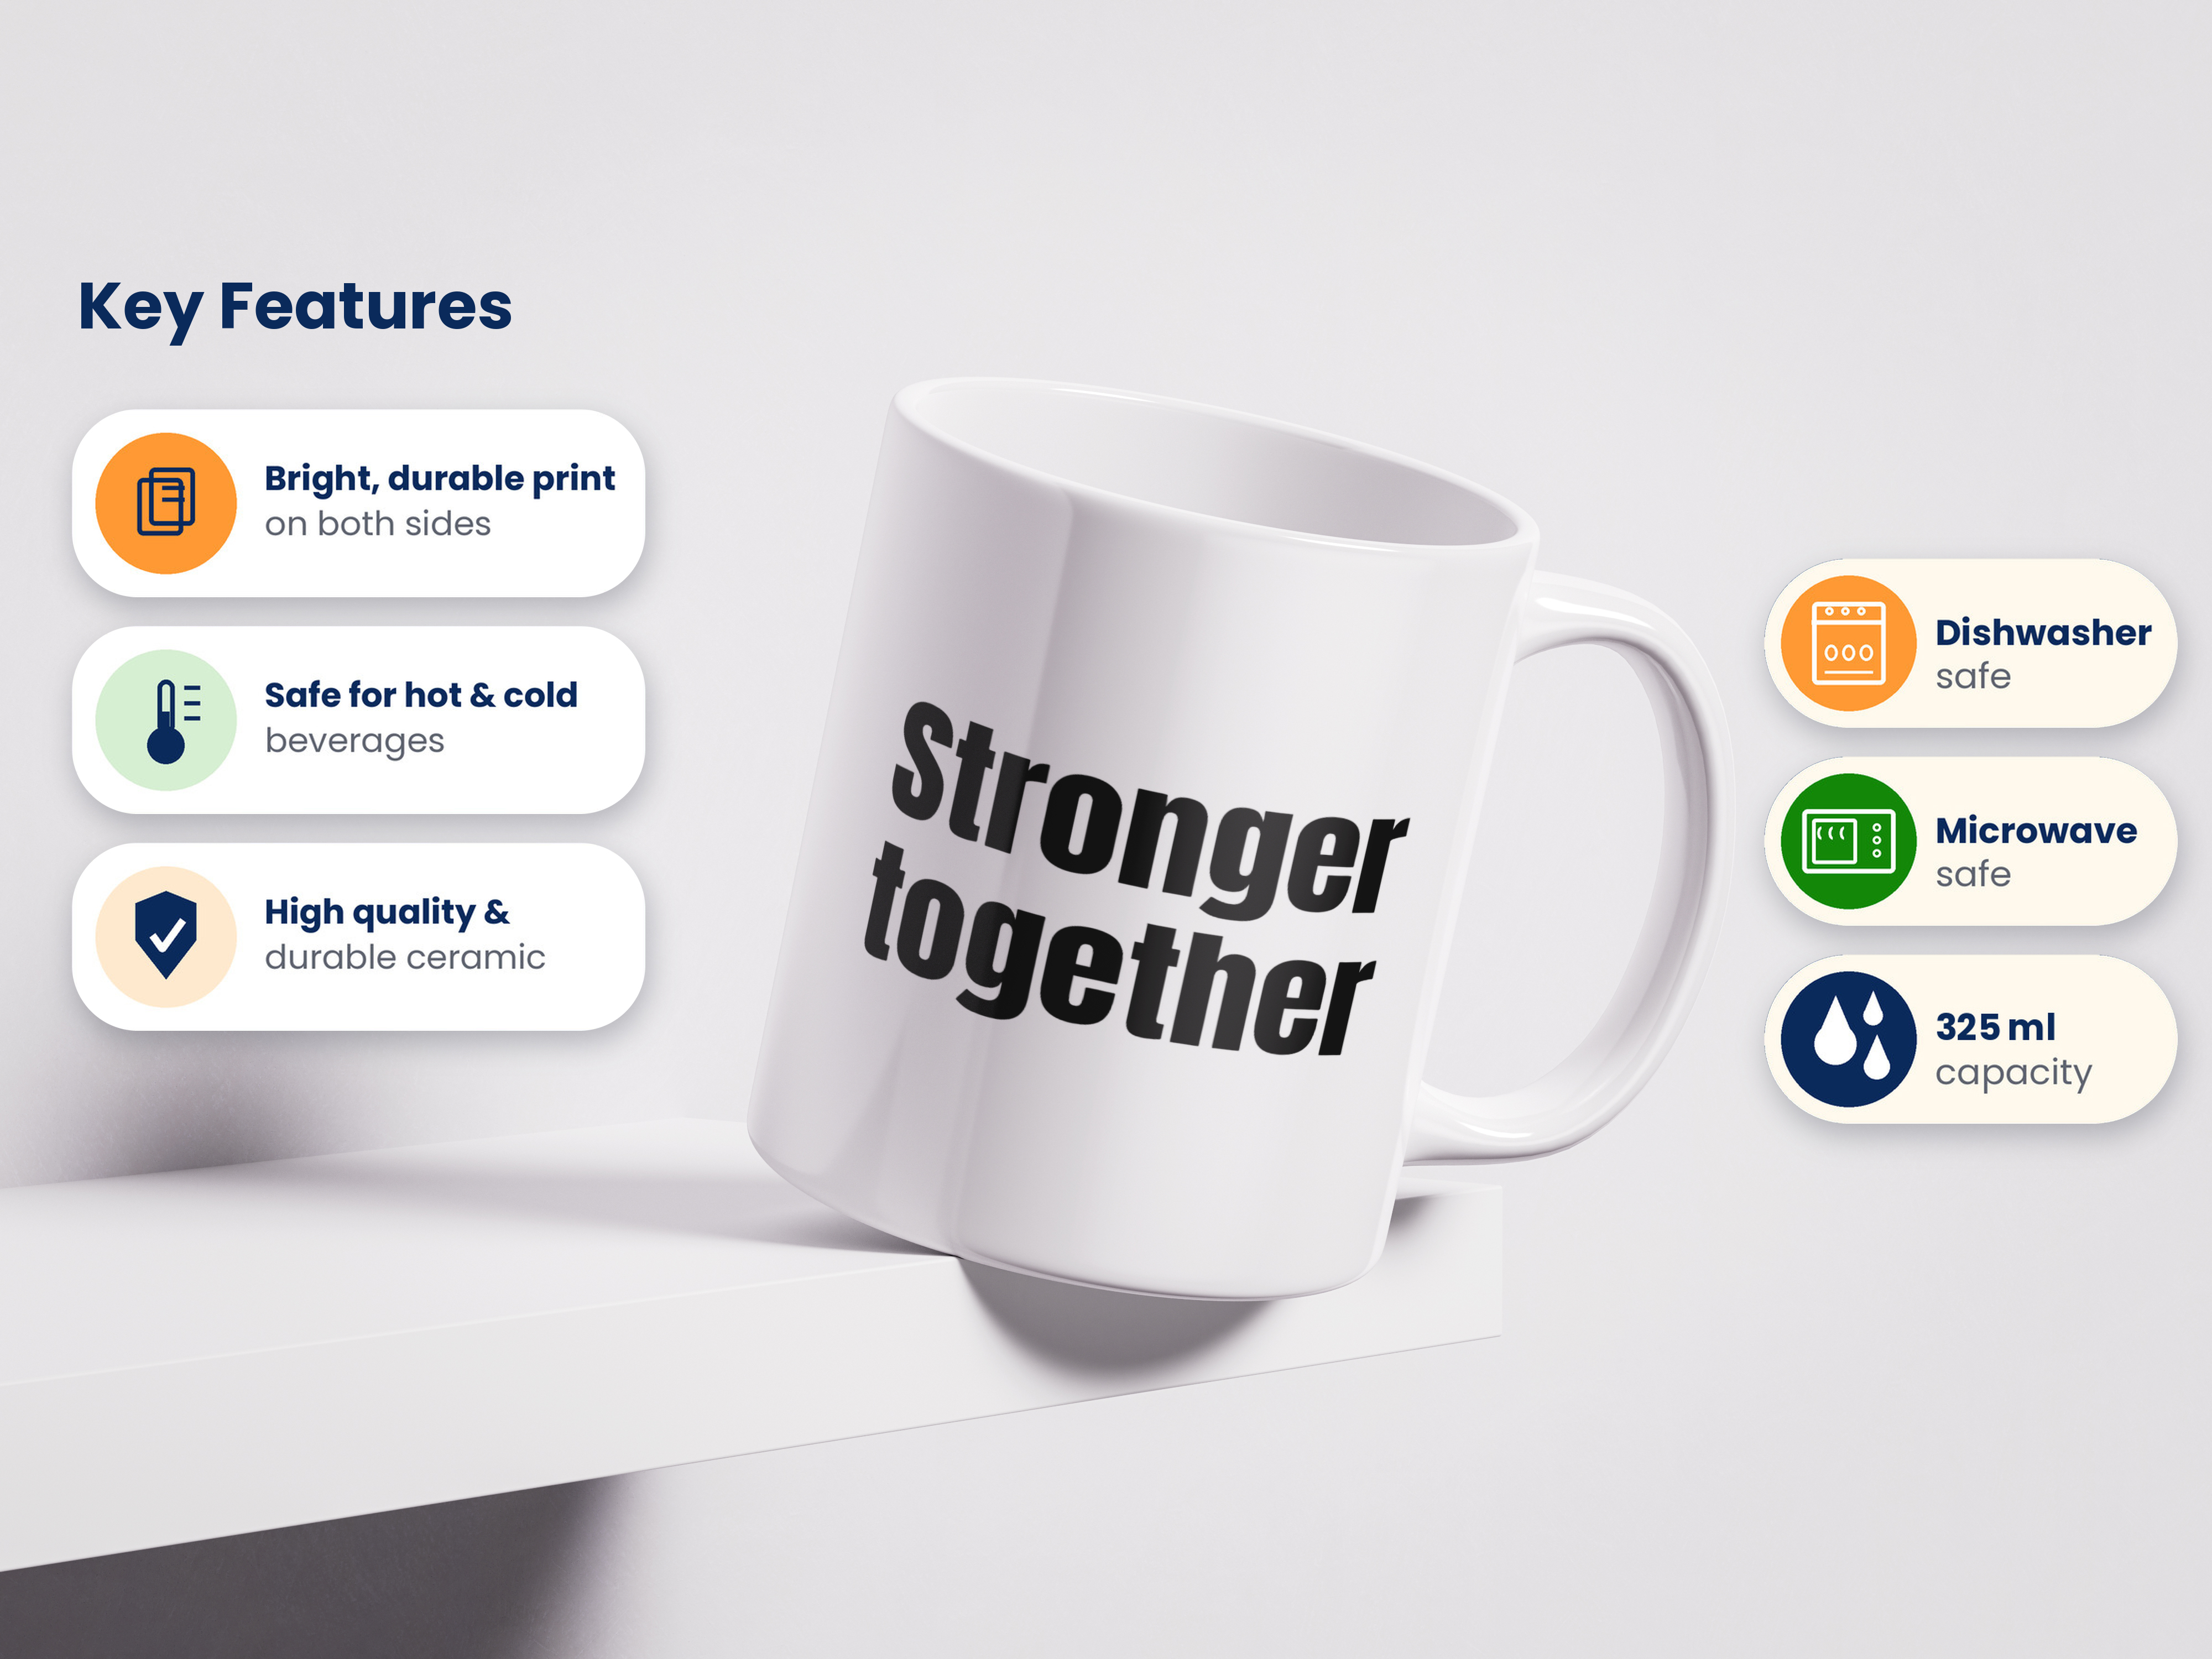 Key Features
Bright, durable print
on both sides
Safe for hot & cold
beverages
High quality &
durable ceramic
Stronger
together
Dishwasher
safe
Microwave
safe
325 ml
capacity